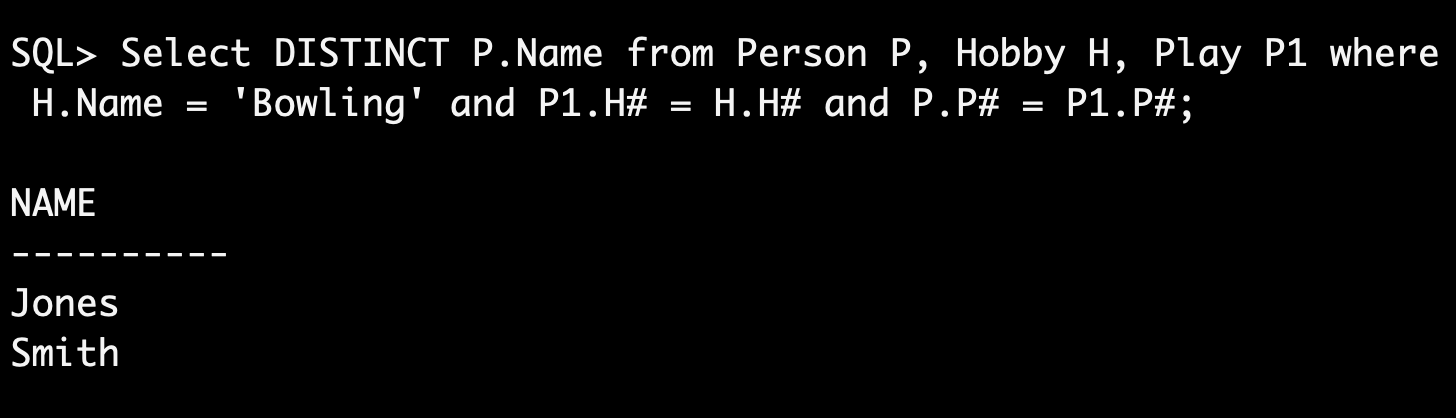 SQL> Select DISTINCT P.Name from Person P, Hobby H, Play P1 where
H.Name = 'Bowling' and P1.H# = H.H# and P.P# = P1.P#;
NAME
----------
Jones
Smith